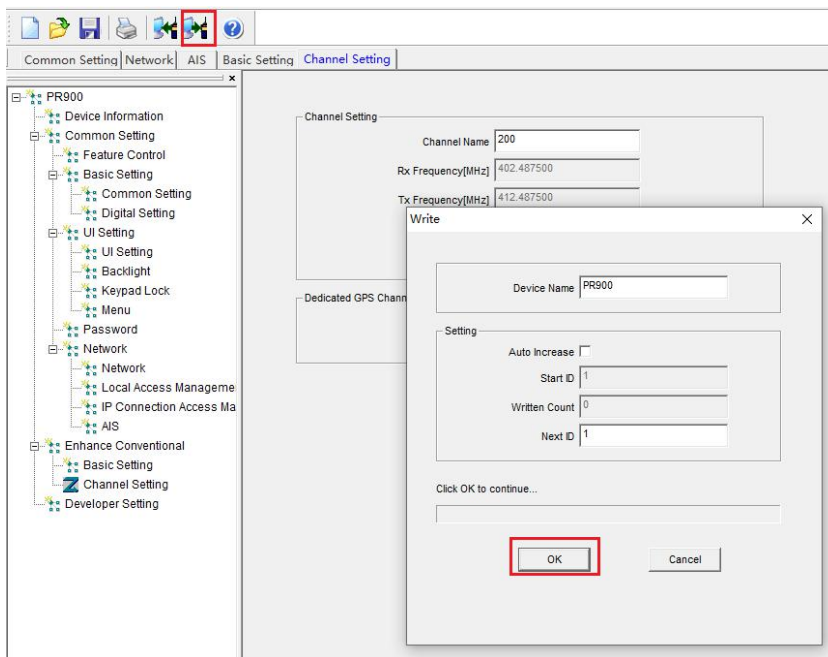 Common Setting Network AIS Basic Setting Channel Setting
PR900
Device Information
Common Setting
Feature Control
Basic Setting
Common Setting
Digital Setting
UI Setting
UI Setting
Backlight
Keypad Lock
Menu
Password
Network
Network
Local Access Manageme
IP Connection Access Ma
AIS
Enhance Conventional
Basic Setting
Channel Setting
Developer Setting
Channel Setting
Channel Name 200
Rx Frequency[MHz] 402.487500
Tx Frequency[MHz] 412.487500
Dedicated GPS Chann
Write
Device Name PR900
Setting
Auto Increase
Start ID 1
Written Count 0
Next ID 1
Click OK to continue...
OK Cancel